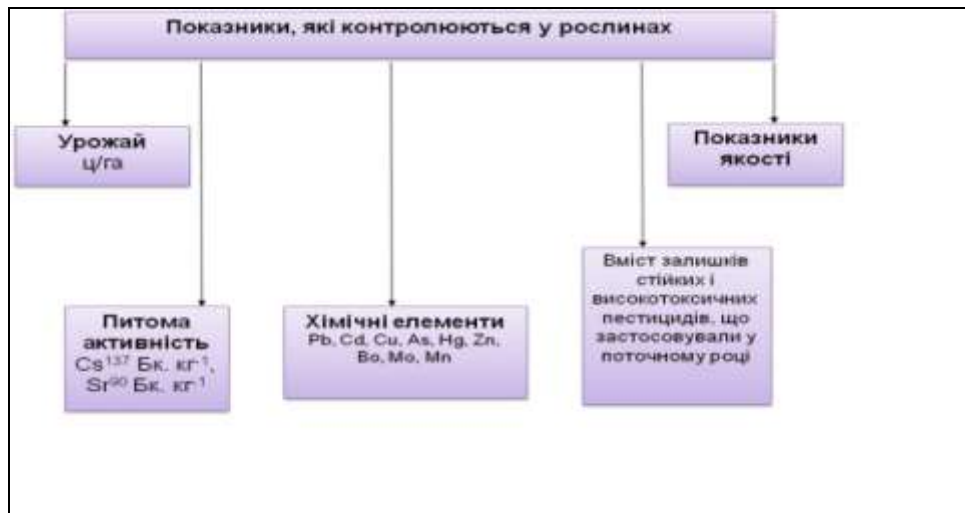 Показники, які контролюються у рослинах
Урожай
ц/га
Показники
якості
Питома
активність
Cs¹³⁷ Бк. кг⁻¹,
Sr⁹⁰ Бк. кг⁻¹
Хімічні елементи
Pb, Cd, Cu, As, Hg, Zn,
Bo, Mo, Mn
Вміст залишків
стійких і
високотоксичних
пестицидів, що
застосовували у
поточному році